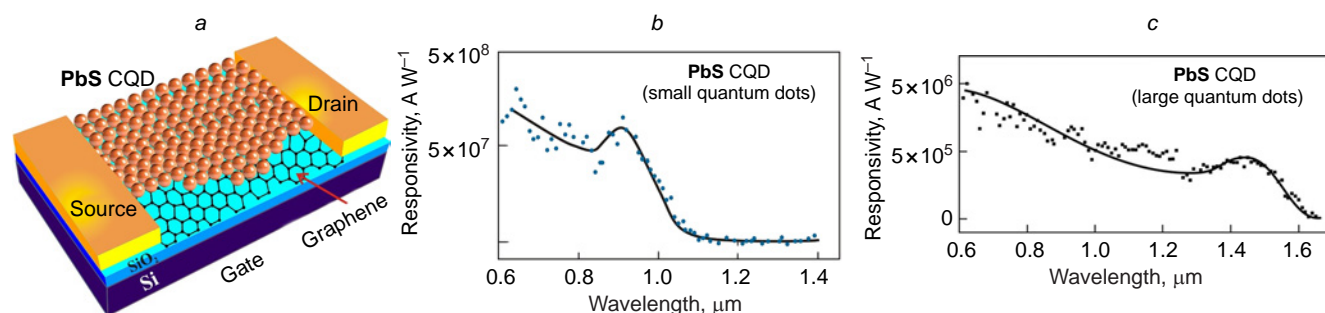 a
PbS CQD
Drain
Source
Graphene
SiO2
Si
Gate
b
Responsivity, A W–1
5 × 10^8
5 × 10^7
PbS CQD
(small quantum dots)
0.6 0.8 1.0 1.2 1.4
Wavelength, μm
c
Responsivity, A W–1
5 × 10^6
5 × 10^5
0
PbS CQD
(large quantum dots)
0.6 0.8 1.0 1.2 1.4 1.6
Wavelength, μm